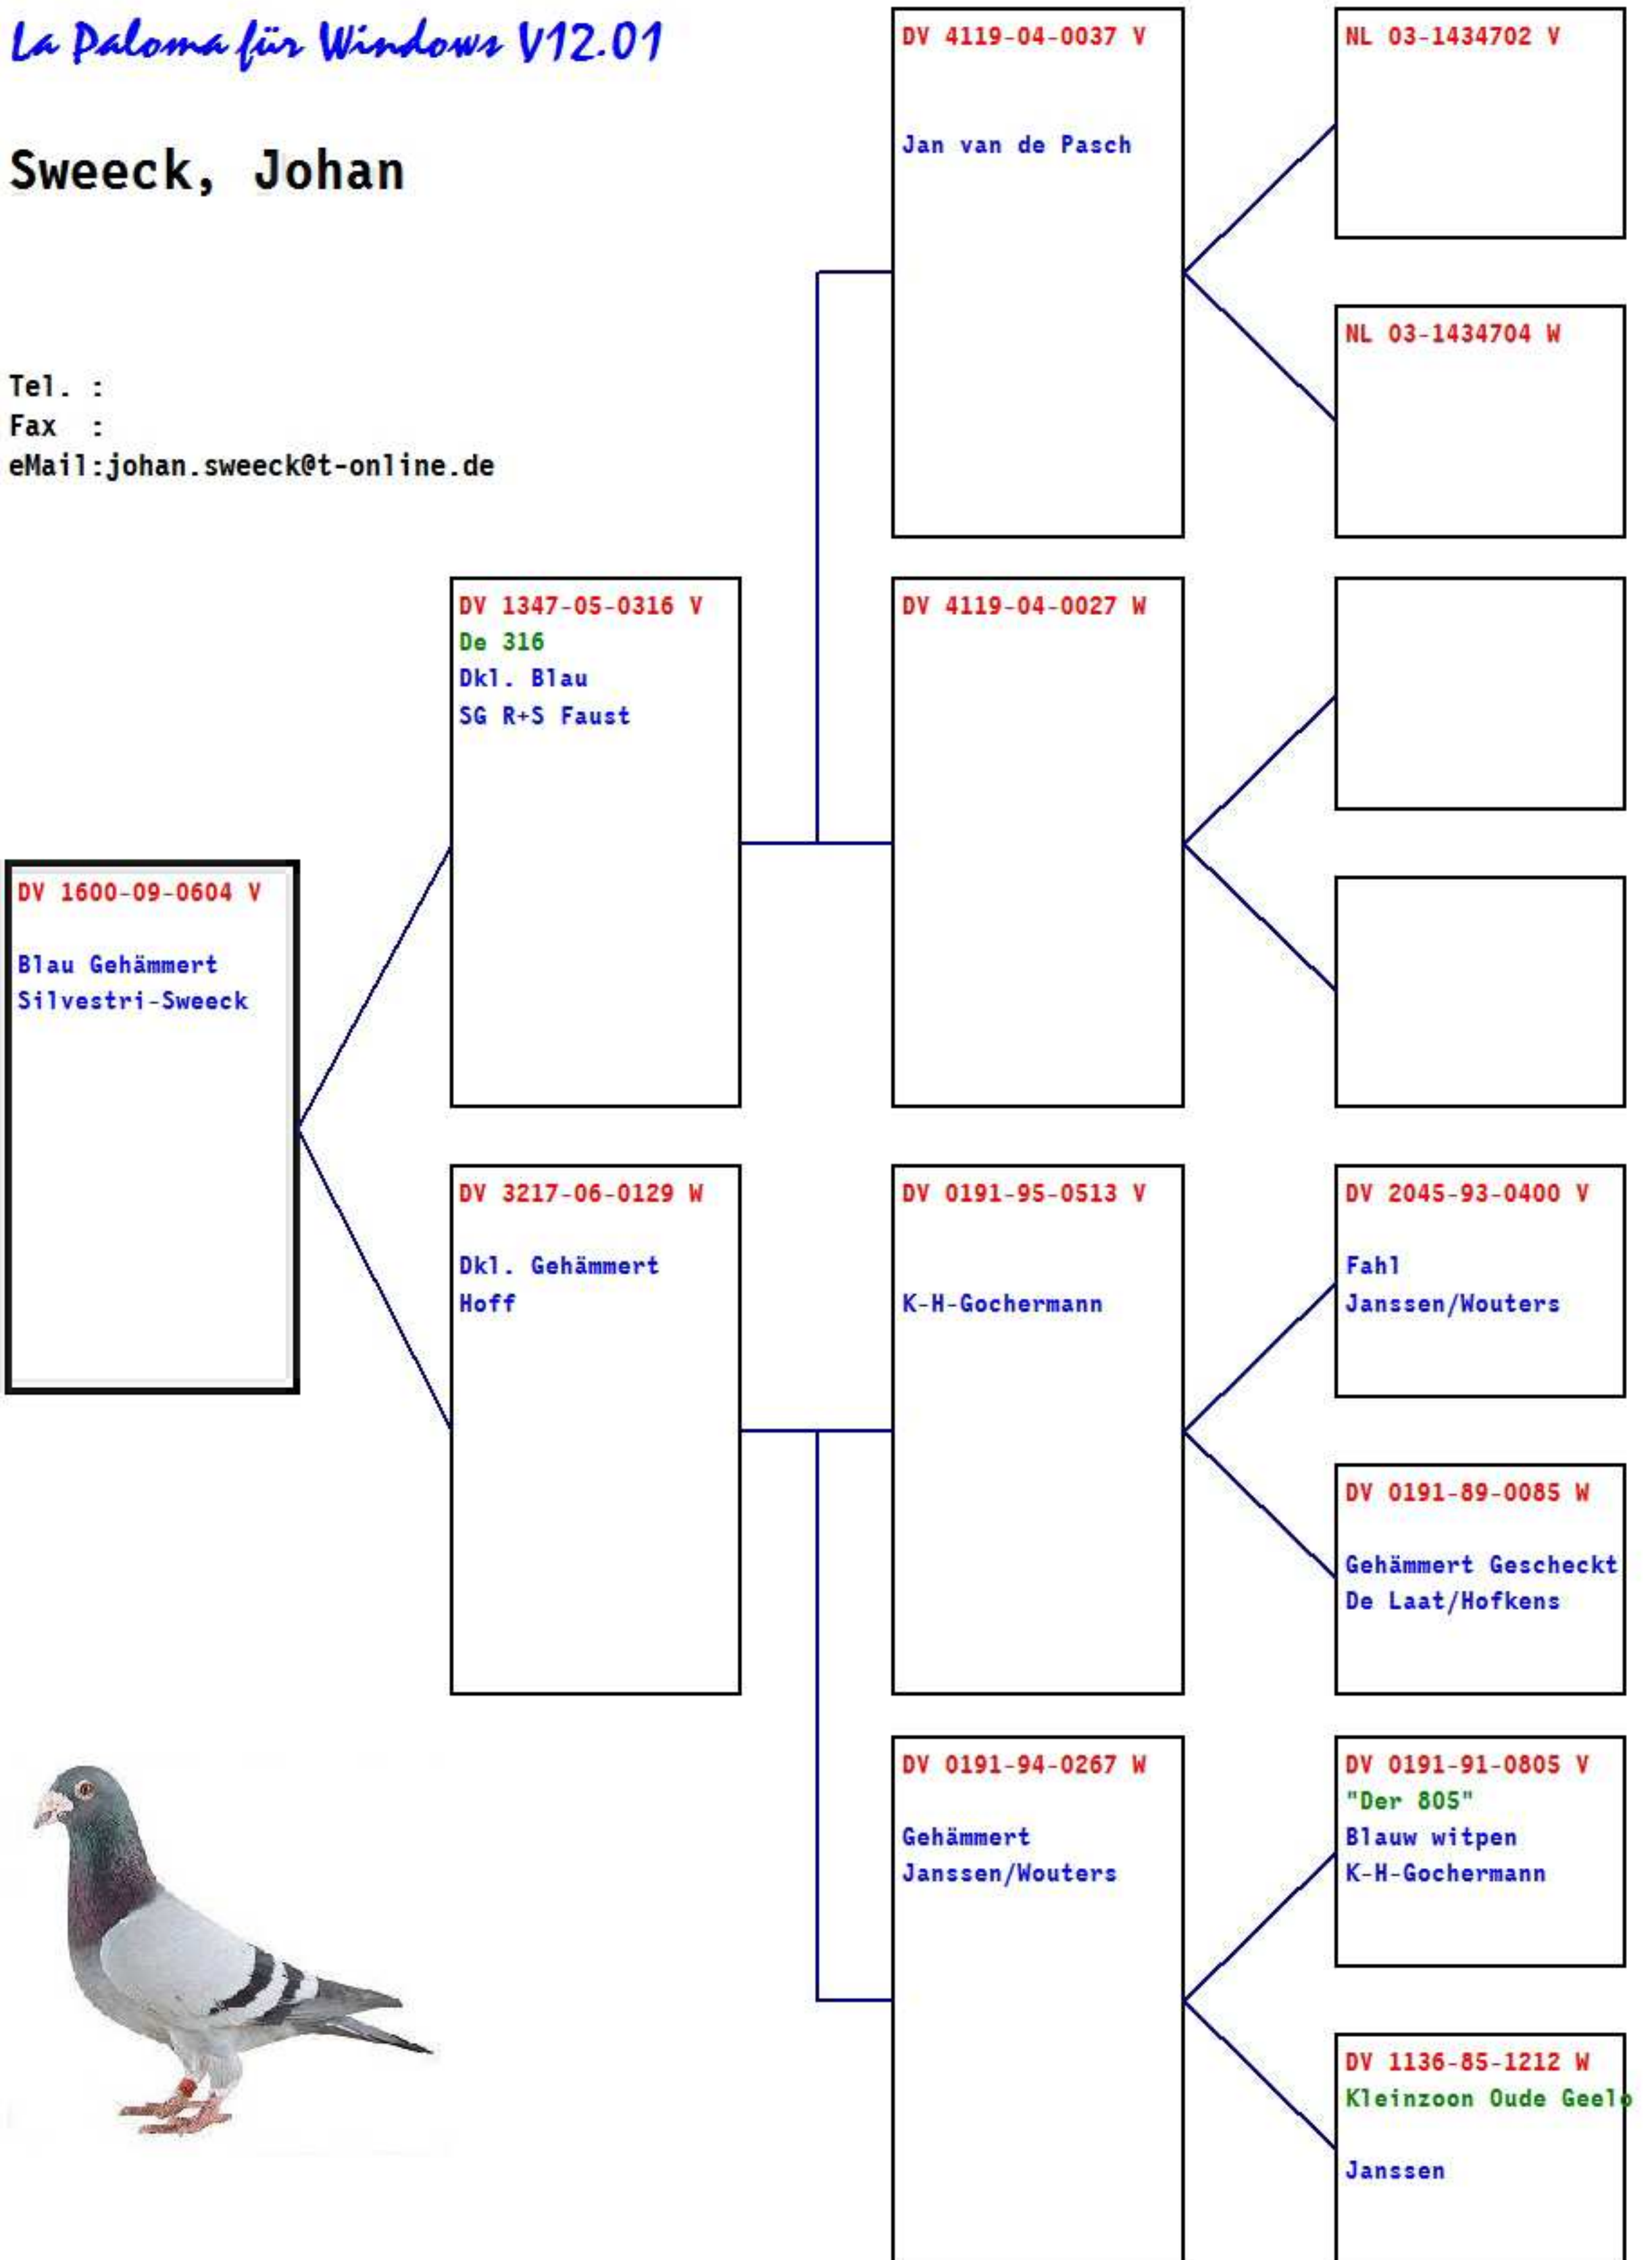 La Paloma für Windows V12.01
Sweeck, Johan
Tel. :
Fax :
eMail:johan.sweeck@t-online.de
DV 1600-09-0604 V
Blau Gehämmert
Silvestri-Sweeck
DV 1347-05-0316 V
De 316
Dkl. Blau
SG R+S Faust
DV 3217-06-0129 W
Dkl. Gehämmert
Hoff
DV 4119-04-0037 V
Jan van de Pasch
DV 4119-04-0027 W
DV 0191-95-0513 V
K-H-Gochermann
DV 0191-94-0267 W
Gehämmert
Janssen/Wouters
NL 03-1434702 V
NL 03-1434704 W
DV 2045-93-0400 V
Fahl
Janssen/Wouters
DV 0191-89-0085 W
Gehämmert Gescheckt
De Laat/Hofkens
DV 0191-91-0805 V
"Der 805"
Blauw witpen
K-H-Gochermann
DV 1136-85-1212 W
Kleinzoon Oude Geelo
Janssen